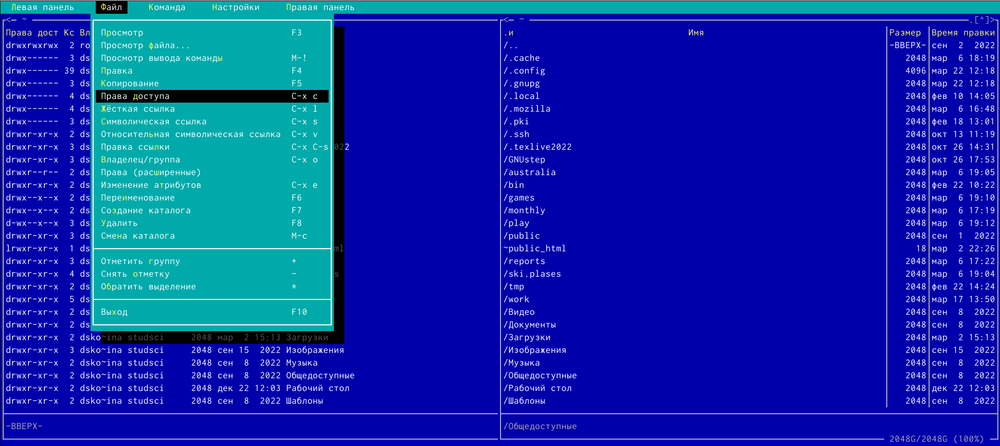 Левая панель Файл Команда Настройки Правая панель
<─ ~ <─ ~ .[^]>
Права дост Кс Вл .и Имя Размер Время правки
drwxrwxrwx 2 ro Просмотр F3 /.. -ВВЕРХ- сен 2 2022
drwx------ 3 ds Просмотр файла... /.cache 2048 мар 6 18:19
drwx------ 39 ds Просмотр вывода команды M-! /.config 4096 мар 22 12:18
drwx------ 3 ds Правка F4 /.gnupg 2048 мар 22 12:18
drwx------ 4 ds Копирование F5 /.local 2048 фев 10 14:05
drwx------ 4 ds Права доступа C-x c /.mozilla 2048 мар 6 16:48
drwx------ 3 ds Жёсткая ссылка C-x l /.pki 2048 фев 18 13:01
drwxr-xr-x 2 ds Символическая ссылка C-x s /.ssh 2048 окт 13 11:19
drwxr-xr-x 3 ds Относительная символическая ссылка C-x v /.texlive2022 2048 окт 26 14:31
drwxr-xr-x 3 ds Правка ссылки C-x C-s 022 /GNUstep 2048 окт 26 17:53
drwxr--r-- 2 ds Владелец/группа C-x o /australia 2048 мар 6 19:05
drwxr-xr-x 2 ds Права (расширенные) /bin 2048 фев 22 10:22
drwx--x--x 2 ds Изменение атрибутов C-x e /games 2048 мар 6 19:10
drwx--x--x 2 ds Переименование F6 /monthly 2048 мар 6 17:19
d-wx--x--x 3 ds Создание каталога F7 /play 2048 мар 6 19:12
drwxr-xr-x 3 ds Удалить F8 /public 2048 сен 1 2022
lrwxr-xr-x 1 ds Смена каталога M-c ml ~public_html 18 мар 2 22:26
drwxr-xr-x 3 ds Отметить группу + /reports 2048 мар 6 17:22
drwxr-xr-x 4 ds Снять отметку - s /ski.plases 2048 мар 6 19:04
drwxr-xr-x 2 ds Обратить выделение * /tmp 2048 фев 22 14:24
drwxr-xr-x 5 ds /work 2048 мар 17 13:50
drwxr-xr-x 2 ds Выход F10 /Видео 2048 сен 8 2022
drwxr-xr-x 2 ds /Документы 2048 сен 8 2022
drwxr-xr-x 2 dsko~ina studsci 2048 мар 2 15:13 Загрузки /Загрузки 2048 мар 2 15:13
drwxr-xr-x 3 dsko~ina studsci 2048 сен 15 2022 Изображения /Изображения 2048 сен 15 2022
drwxr-xr-x 2 dsko~ina studsci 2048 сен 8 2022 Музыка /Музыка 2048 сен 8 2022
drwxr-xr-x 2 dsko~ina studsci 2048 сен 8 2022 Общедоступные /Общедоступные 2048 сен 8 2022
drwxr-xr-x 2 dsko~ina studsci 2048 дек 22 12:03 Рабочий стол /Рабочий стол 2048 дек 22 12:03
drwxr-xr-x 2 dsko~ina studsci 2048 сен 8 2022 Шаблоны /Шаблоны 2048 сен 8 2022
-ВВЕРХ- /Общедоступные
2048G/2048G (100%)